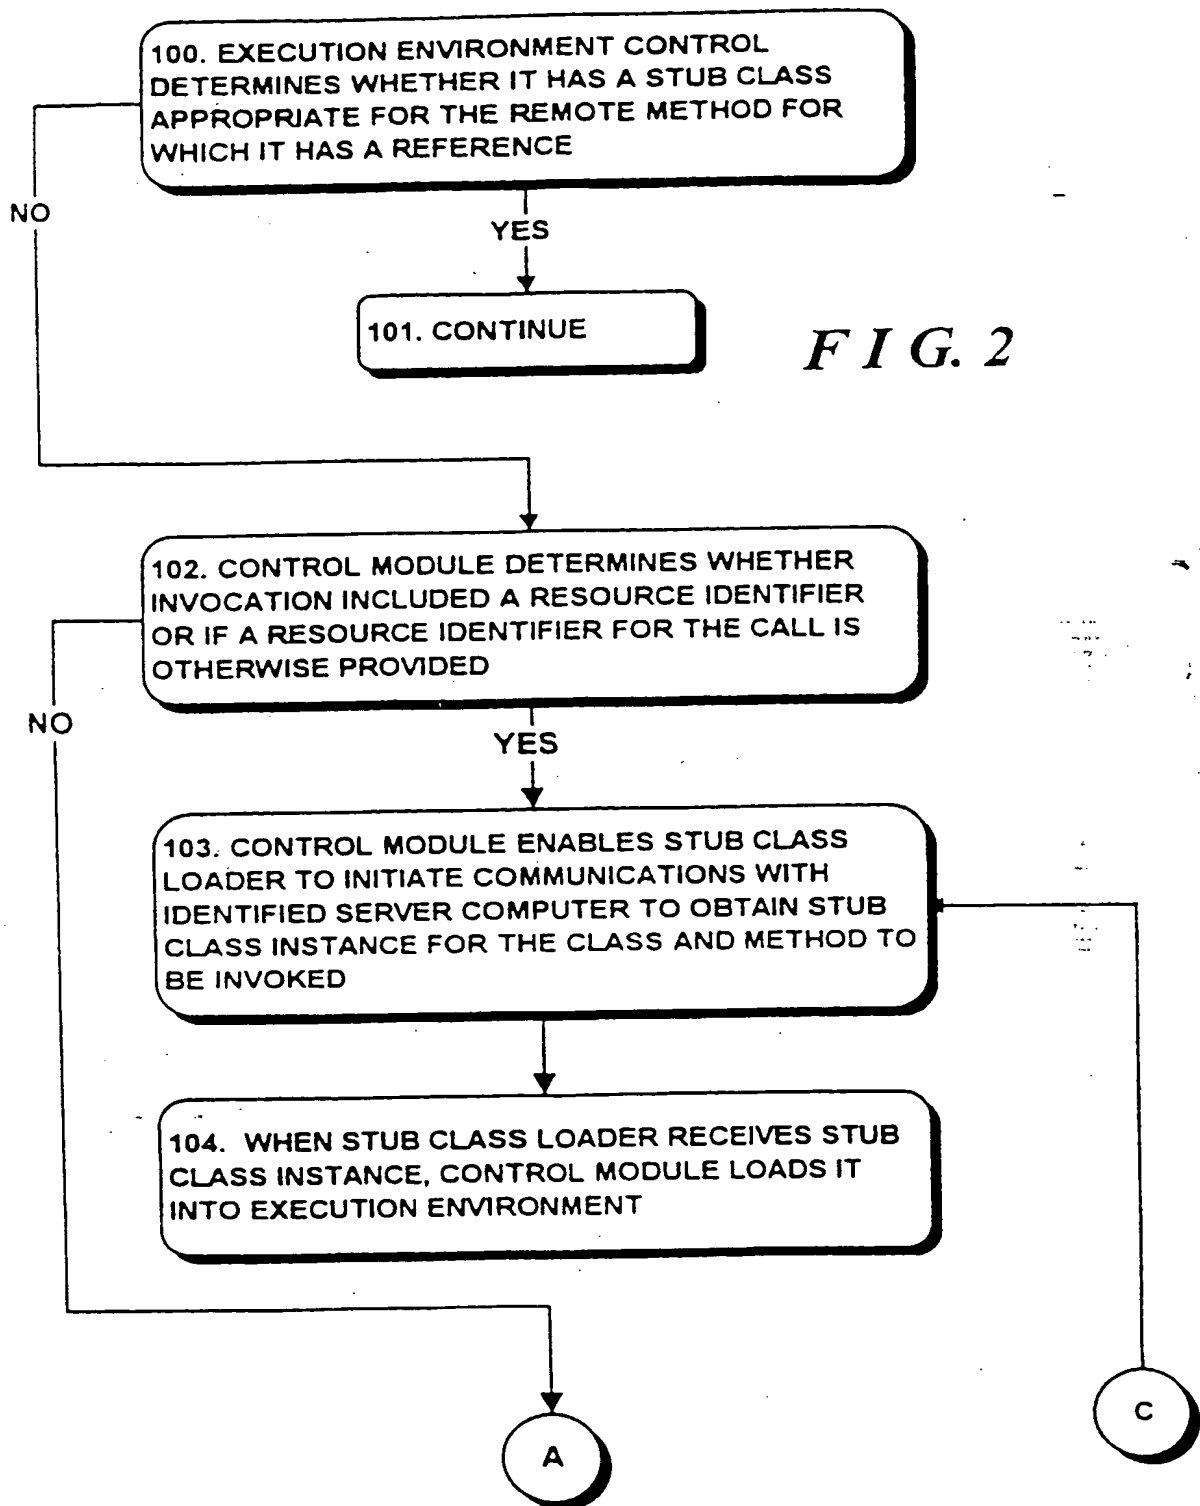 100. EXECUTION ENVIRONMENT CONTROL
DETERMINES WHETHER IT HAS A STUB CLASS
APPROPRIATE FOR THE REMOTE METHOD FOR
WHICH IT HAS A REFERENCE
NO
YES
101. CONTINUE
FIG. 2
102. CONTROL MODULE DETERMINES WHETHER
INVOCATION INCLUDED A RESOURCE IDENTIFIER
OR IF A RESOURCE IDENTIFIER FOR THE CALL IS
OTHERWISE PROVIDED
NO
YES
103. CONTROL MODULE ENABLES STUB CLASS
LOADER TO INITIATE COMMUNICATIONS WITH
IDENTIFIED SERVER COMPUTER TO OBTAIN STUB
CLASS INSTANCE FOR THE CLASS AND METHOD TO
BE INVOKED
104. WHEN STUB CLASS LOADER RECEIVES STUB
CLASS INSTANCE, CONTROL MODULE LOADS IT
INTO EXECUTION ENVIRONMENT
C
A